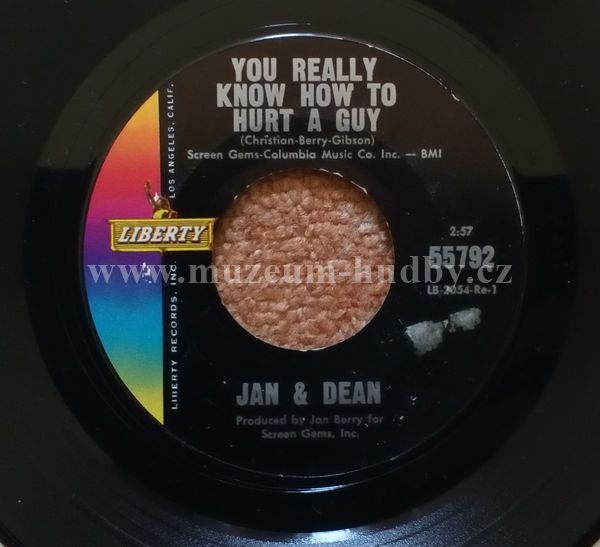 YOU REALLY
KNOW HOW TO
HURT A GUY
(Christian-Berry-Gibson)
Screen Gems-Columbia Music Co. Inc. — BMI
LOS ANGELES, CALIF.
LIBERTY
2:57
55792
LB-2054-Re-1
www.muzeum-hudby.cz
LIBERTY RECORDS, INC.
JAN & DEAN
Produced by Jan Berry for
Screen Gems, Inc.